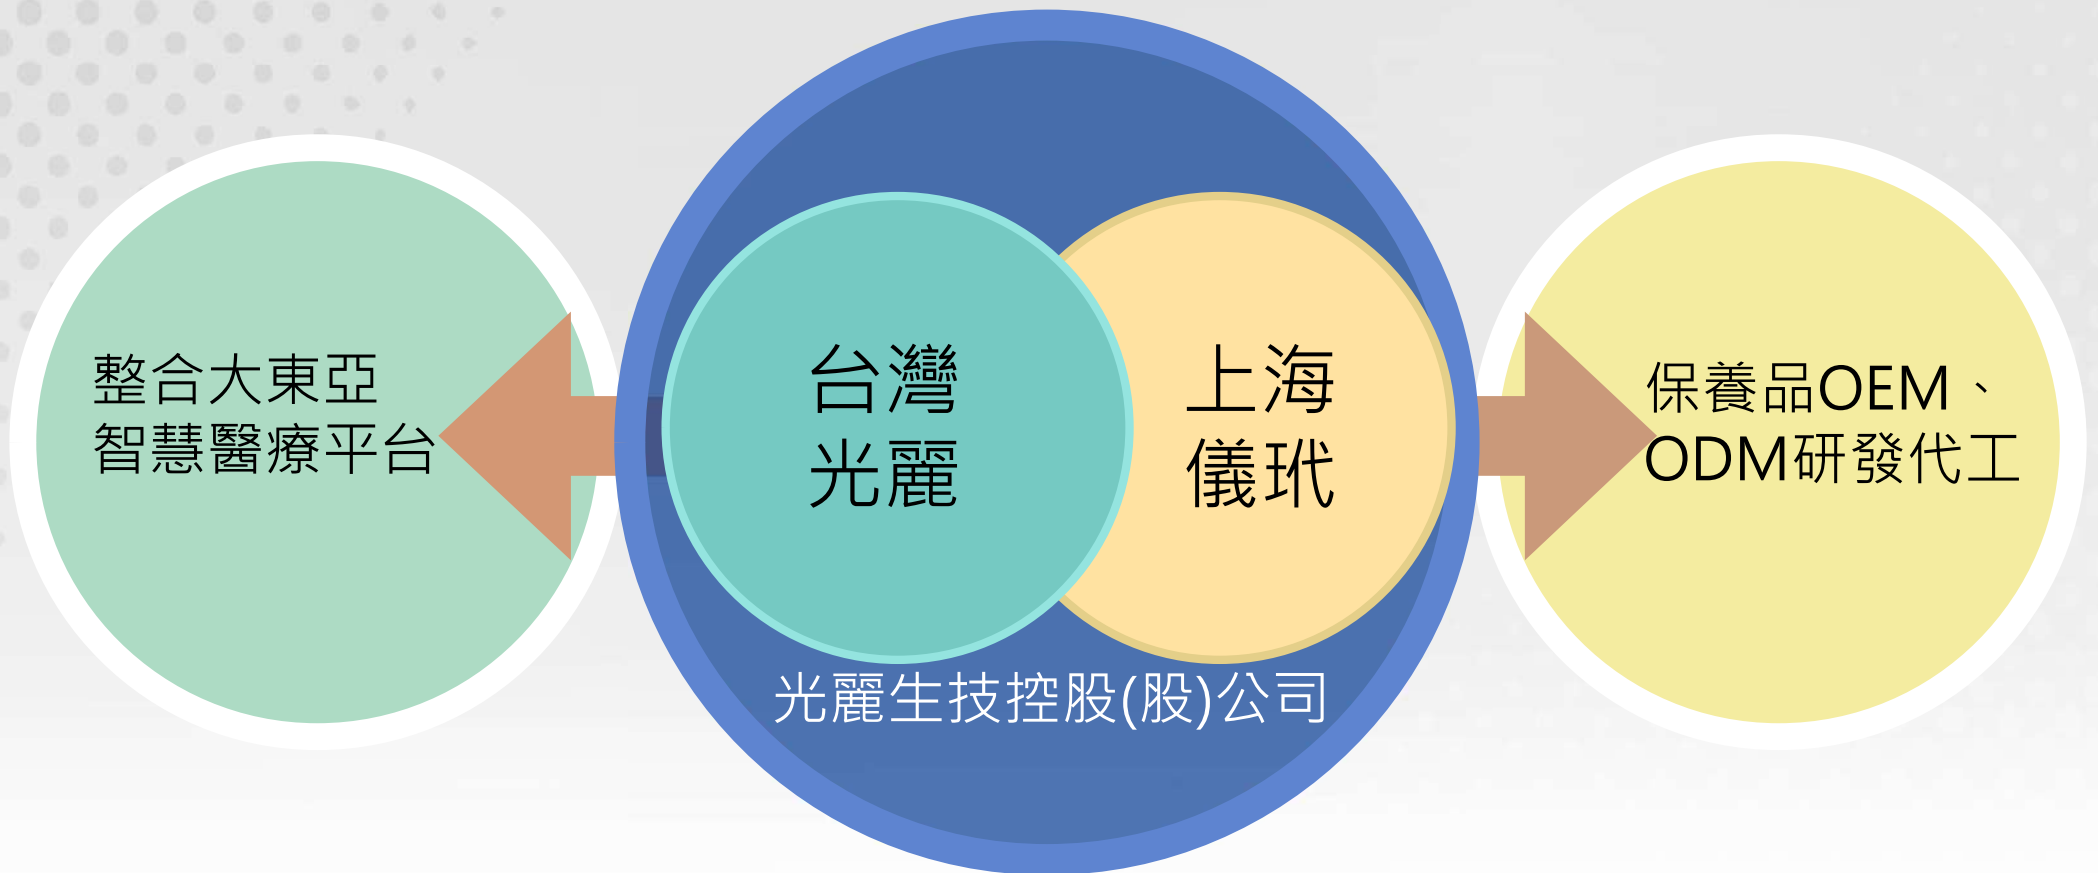 整合大東亞
智慧醫療平台
台灣
光麗
上海
儀玳
光麗生技控股(股)公司
保養品OEM、
ODM研發代工